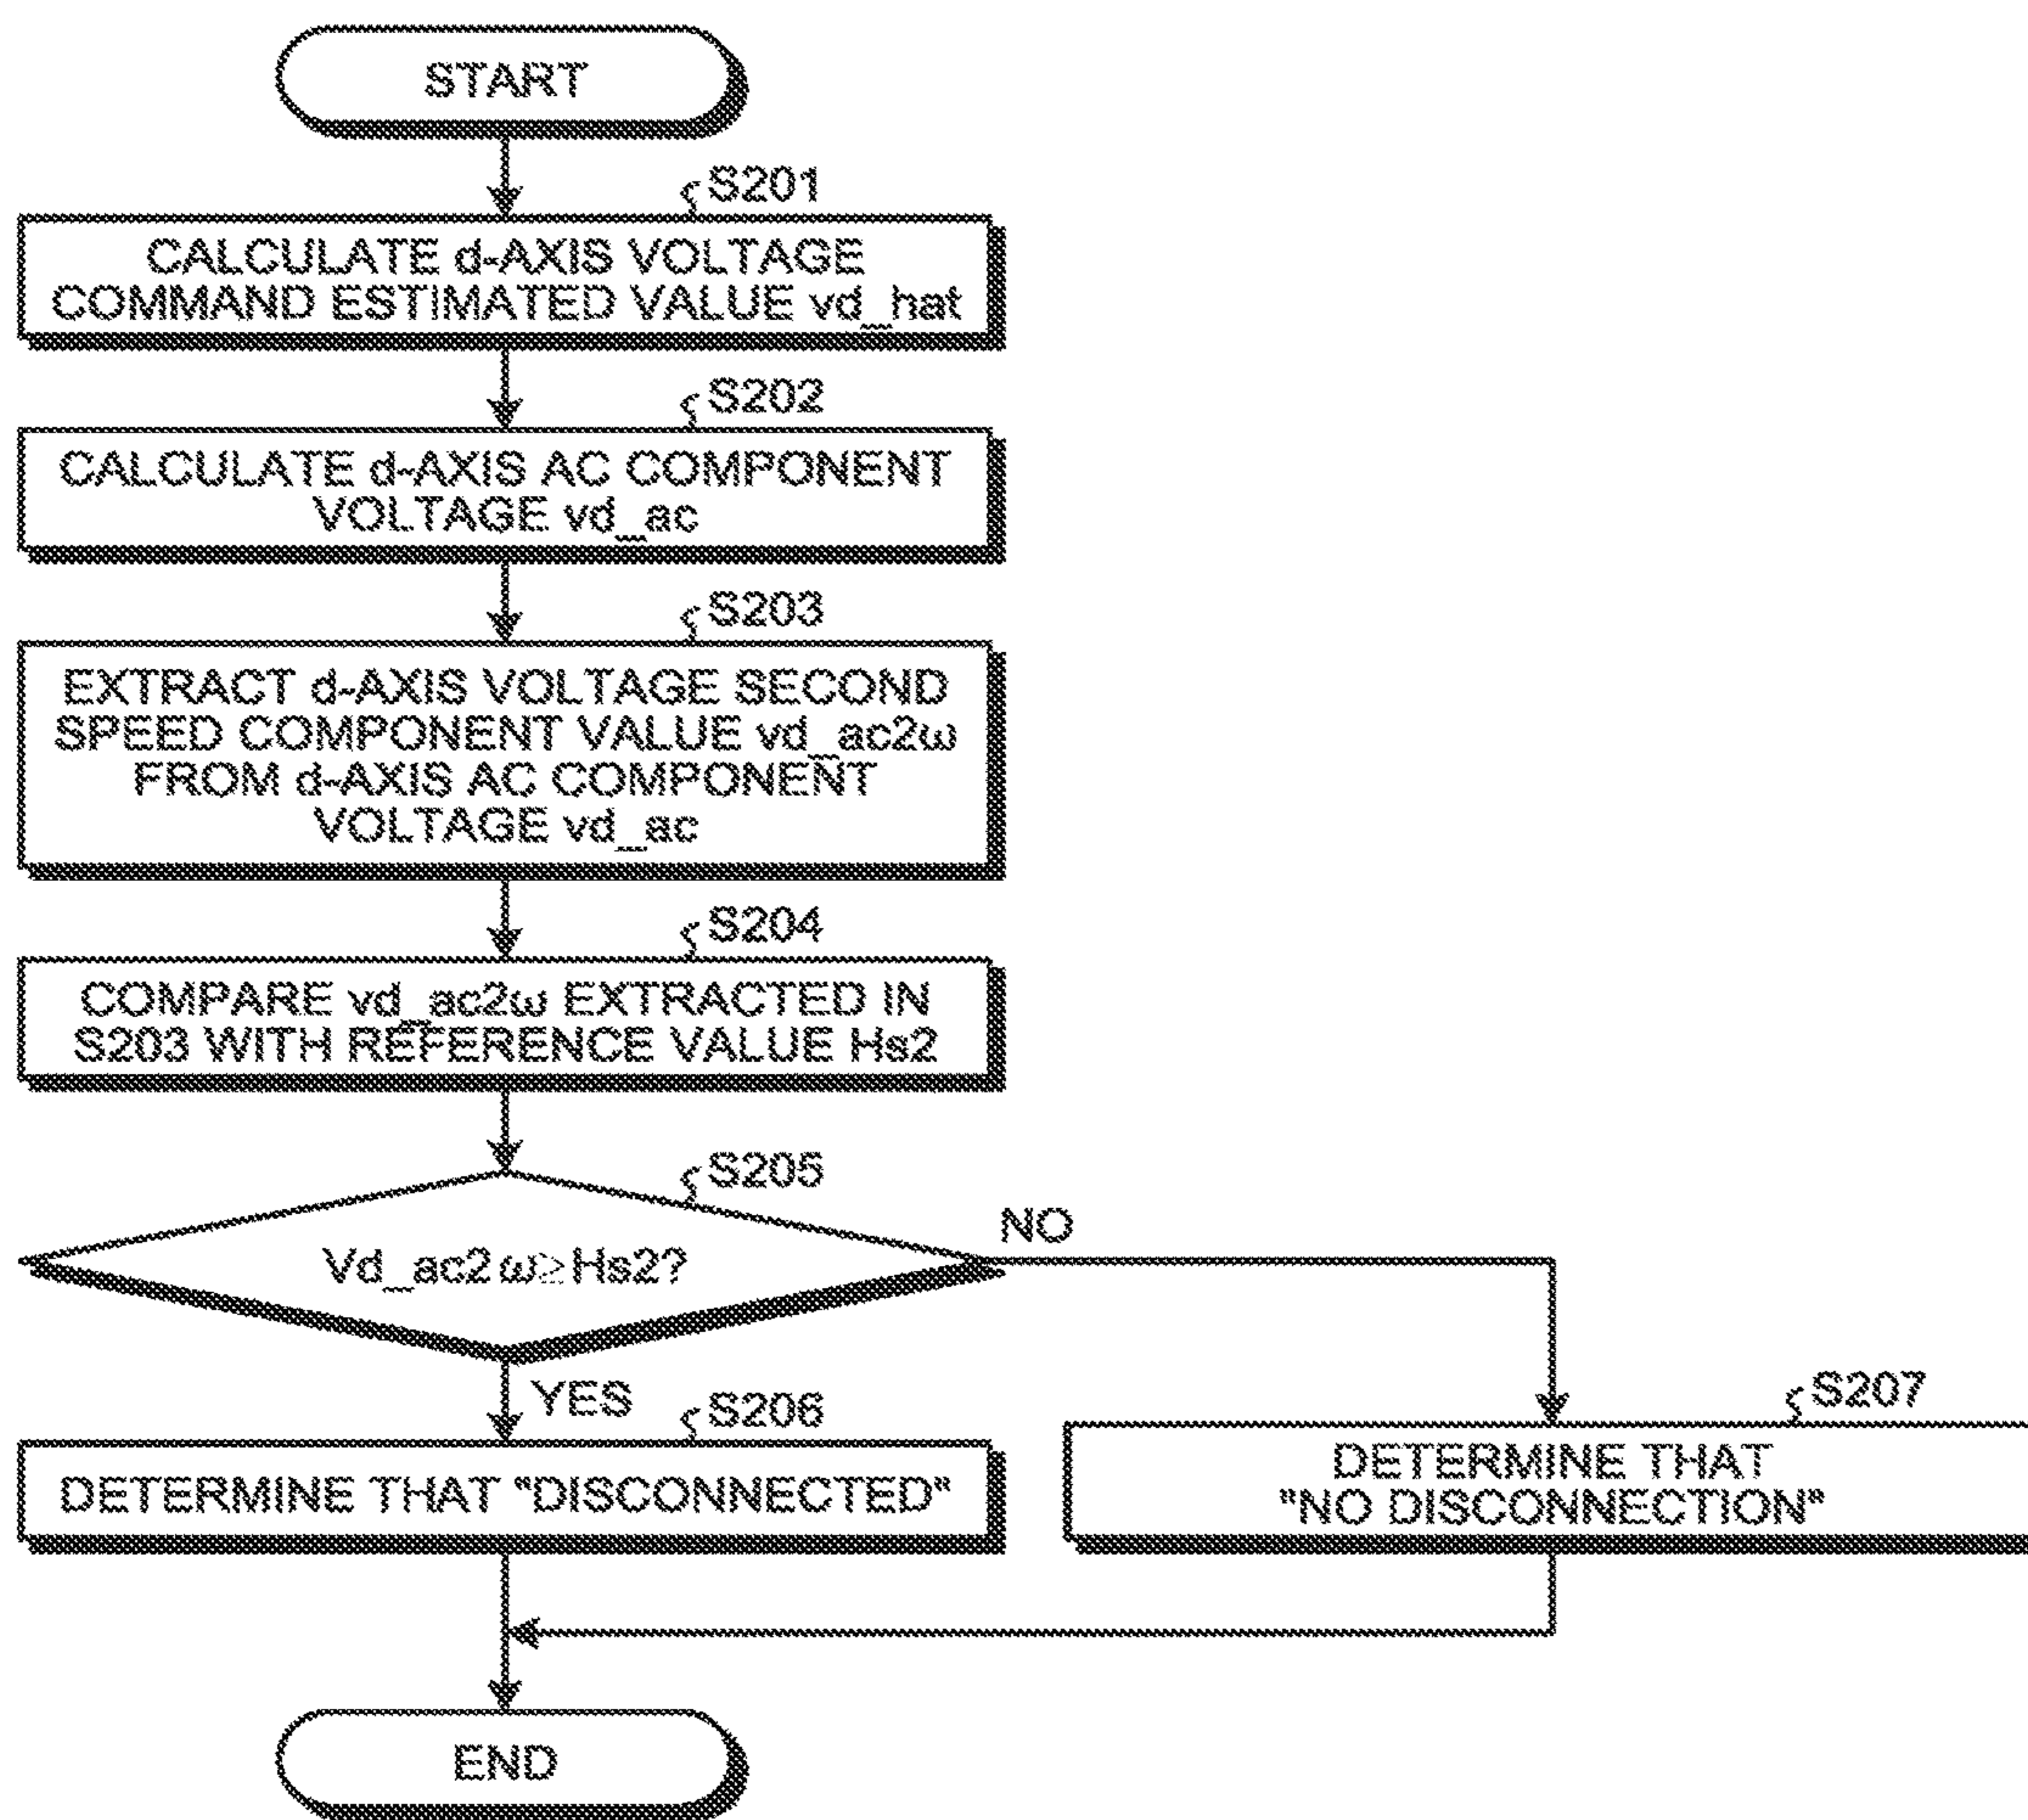 START
S201
CALCULATE d-AXIS VOLTAGE
COMMAND ESTIMATED VALUE vd_hat
S202
CALCULATE d-AXIS AC COMPONENT
VOLTAGE vd_ac
S203
EXTRACT d-AXIS VOLTAGE SECOND
SPEED COMPONENT VALUE vd_ac2ω
FROM d-AXIS AC COMPONENT
VOLTAGE vd_ac
S204
COMPARE vd_ac2ω EXTRACTED IN
S203 WITH REFERENCE VALUE Hs2
S205
Vd_ac2ω≥Hs2?
NO
YES
S206
DETERMINE THAT "DISCONNECTED"
S207
DETERMINE THAT
"NO DISCONNECTION"
END